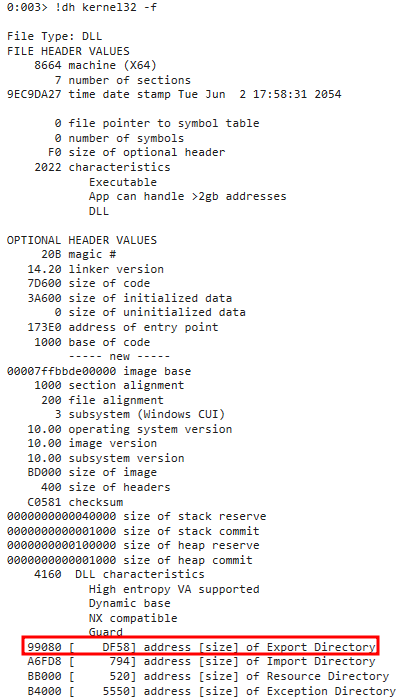 0:003> !dh kernel32 -f
File Type: DLL
FILE HEADER VALUES
8664 machine (X64)
7 number of sections
9EC9DA27 time date stamp Tue Jun  2 17:58:31 2054
0 file pointer to symbol table
0 number of symbols
F0 size of optional header
2022 characteristics
Executable
App can handle >2gb addresses
DLL
OPTIONAL HEADER VALUES
20B magic #
14.20 linker version
7D600 size of code
3A600 size of initialized data
0 size of uninitialized data
173E0 address of entry point
1000 base of code
----- new -----
00007ffbbde00000 image base
1000 section alignment
200 file alignment
3 subsystem (Windows CUI)
10.00 operating system version
10.00 image version
10.00 subsystem version
BD000 size of image
400 size of headers
C0581 checksum
0000000000040000 size of stack reserve
0000000000001000 size of stack commit
0000000000100000 size of heap reserve
0000000000001000 size of heap commit
4160  DLL characteristics
High entropy VA supported
Dynamic base
NX compatible
Guard
99080 [    DF58] address [size] of Export Directory
A6FD8 [     794] address [size] of Import Directory
BB000 [     520] address [size] of Resource Directory
B4000 [    5550] address [size] of Exception Directory